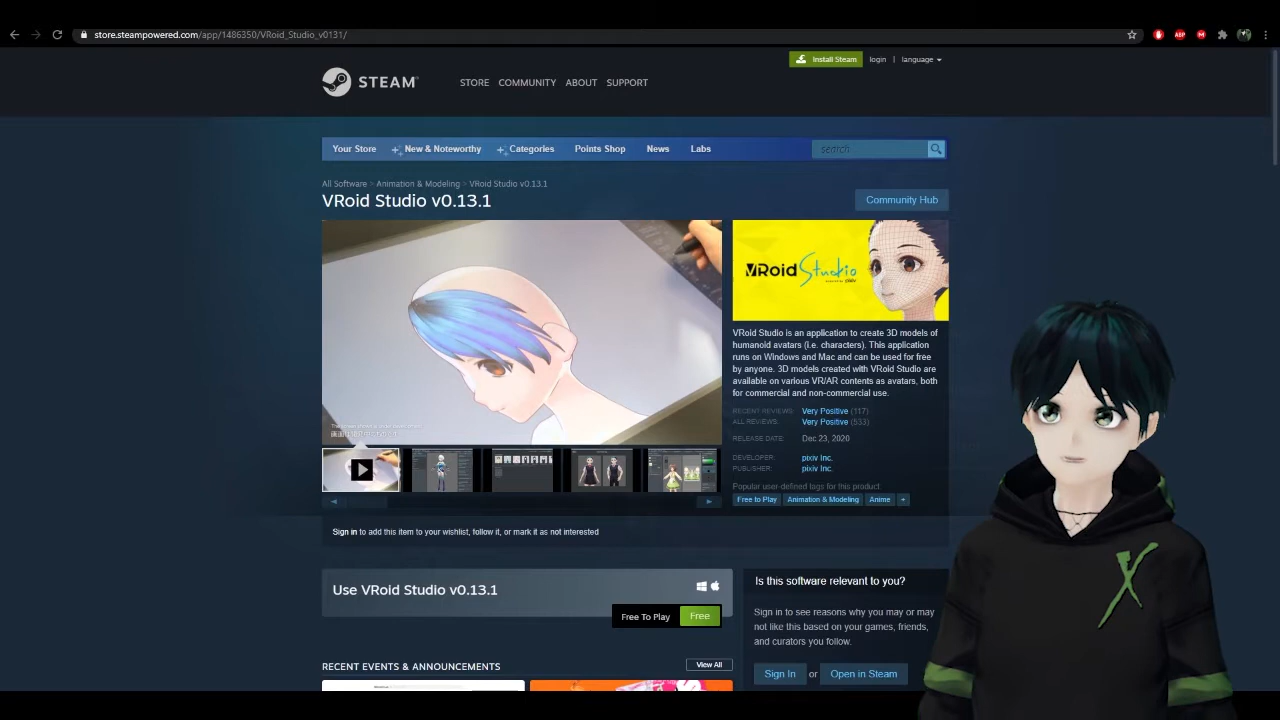 store.steampowered.com/app/1486350/VRoid_Studio_v0131/
ABP
Install Steam
login
|
language
STEAM
STORE
COMMUNITY
ABOUT
SUPPORT
Your Store
New & Noteworthy
Categories
Points Shop
News
Labs
search
All Software > Animation & Modeling > VRoid Studio v0.13.1
VRoid Studio v0.13.1
Community Hub
VRoid Studio
VRoid Studio is an application to create 3D models of
humanoid avatars (i.e. characters). This application
runs on Windows and Mac and can be used for free
by anyone. 3D models created with VRoid Studio are
available on various VR/AR contents as avatars, both
for commercial and non-commercial use.
RECENT REVIEWS: Very Positive (117)
ALL REVIEWS: Very Positive (533)
RELEASE DATE: Dec 23, 2020
DEVELOPER: pixiv Inc.
PUBLISHER: pixiv Inc.
Popular user-defined tags for this product:
Free to Play
Animation & Modeling
Anime
+
Sign in to add this item to your wishlist, follow it, or mark it as not interested
Use VRoid Studio v0.13.1
Free To Play
Free
Is this software relevant to you?
Sign in to see reasons why you may or may
not like this based on your games, friends,
and curators you follow.
Sign In or Open in Steam
RECENT EVENTS & ANNOUNCEMENTS
View All